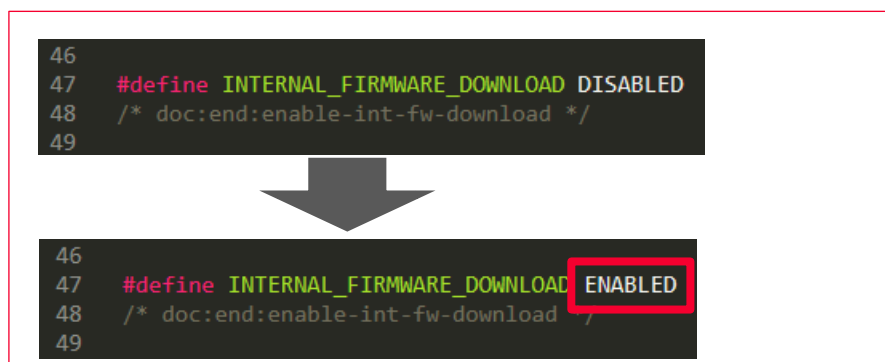 46
47 #define INTERNAL_FIRMWARE_DOWNLOAD DISABLED
48 /* doc:end:enable-int-fw-download */
49
46
47 #define INTERNAL_FIRMWARE_DOWNLOAD ENABLED
48 /* doc:end:enable-int-fw-download */
49